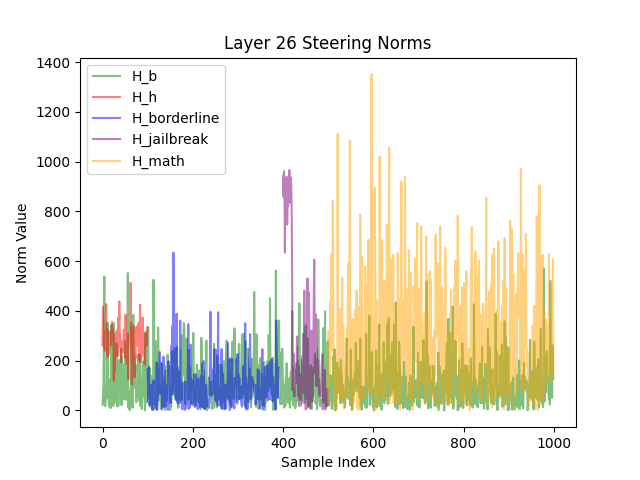 Layer 26 Steering Norms
1400
1200
1000
800
600
400
200
0
Norm Value
H_b
H_h
H_borderline
H_jailbreak
H_math
0 200 400 600 800 1000
Sample Index